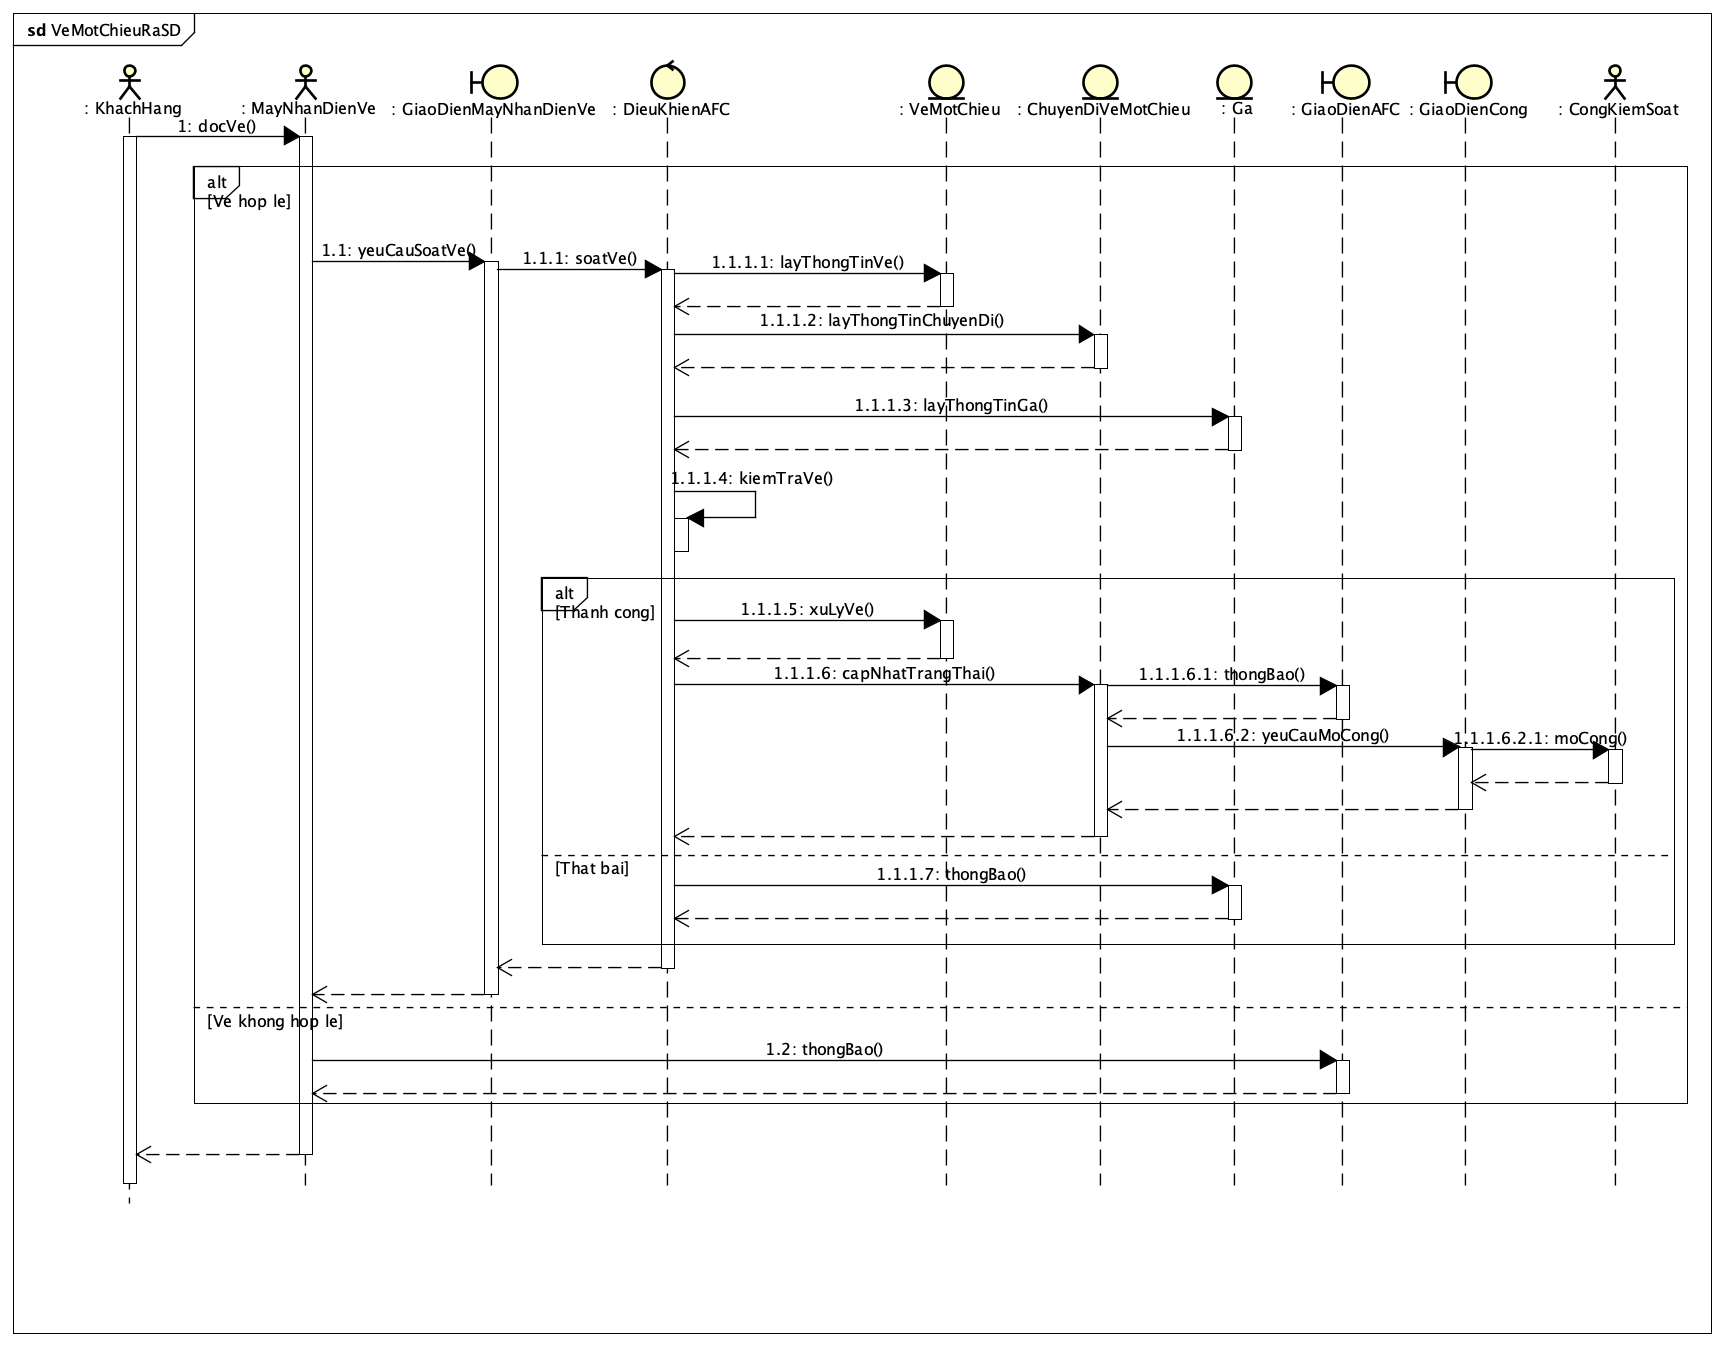 sd VeMotChieuRaSD
: KhachHang
: MayNhanDienVe
: GiaoDienMayNhanDienVe
: DieuKhienAFC
: VeMotChieu
: ChuyenDiVeMotChieu
: Ga
: GiaoDienAFC
: GiaoDienCong
: CongKiemSoat
1: docVe()
alt
[Ve hop le]
1.1: yeuCauSoatVe()
1.1.1: soatVe()
1.1.1.1: layThongTinVe()
1.1.1.2: layThongTinChuyenDi()
1.1.1.3: layThongTinGa()
1.1.1.4: kiemTraVe()
alt
[Thanh cong]
1.1.1.5: xuLyVe()
1.1.1.6: capNhatTrangThai()
1.1.1.6.1: thongBao()
1.1.1.6.2: yeuCauMoCong()
1.1.1.6.2.1: moCong()
[That bai]
1.1.1.7: thongBao()
[Ve khong hop le]
1.2: thongBao()